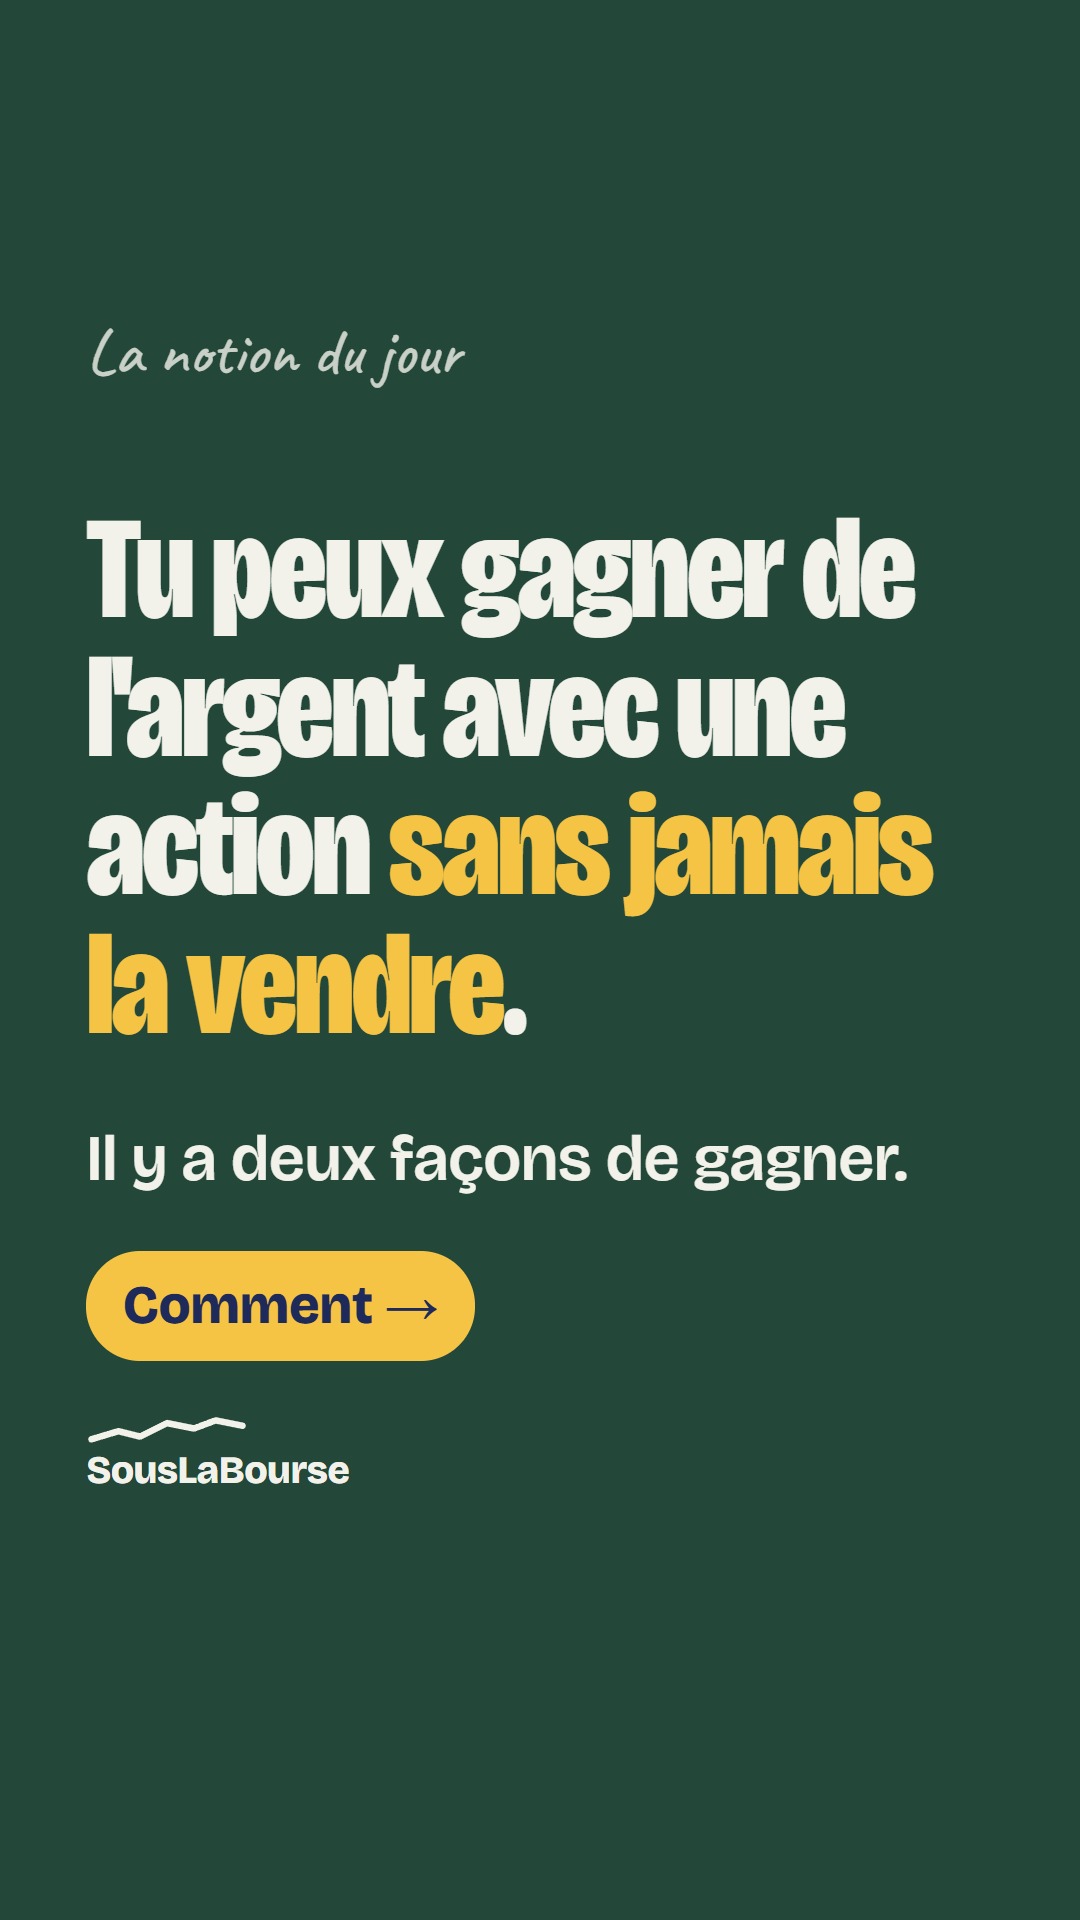 La notion du jour
Tu peux gagner de
l'argent avec une
action sans jamais
la vendre.
Il y a deux façons de gagner.
Comment →
SousLaBourse